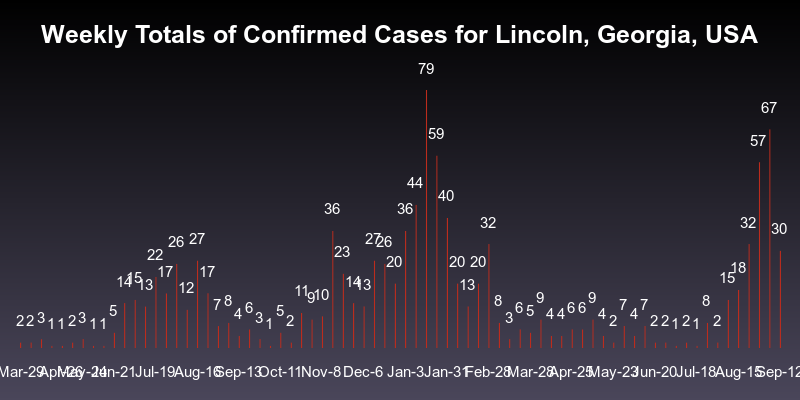 Weekly Totals of Confirmed Cases for Lincoln, Georgia, USA
2 2 3 1 1 2 3 1 1 5 14 15 13 22 17 26 12 27 17 7 8 4 6 3 1 5 2 11 9 10 36 23 14 13 27 26 20 36 44 79 59 40 20 13 20 32 8 3 6 5 9 4 4 6 6 9 4 2 7 4 7 2 2 1 2 1 8 2 15 18 32 57 67 30
Mar-29 Apr-26 May-24 Jun-21 Jul-19 Aug-16 Sep-13 Oct-11 Nov-8 Dec-6 Jan-3 Jan-31 Feb-28 Mar-28 Apr-25 May-23 Jun-20 Jul-18 Aug-15 Sep-12